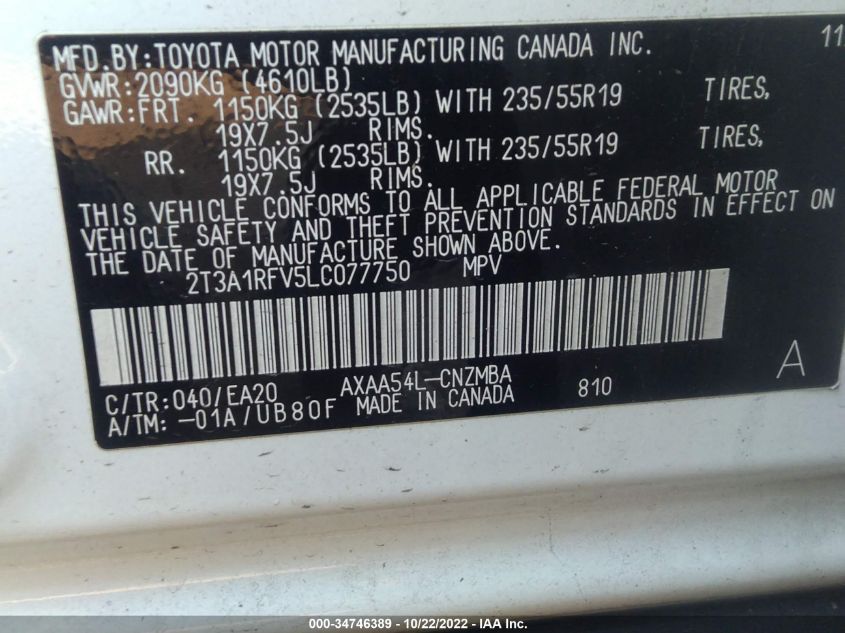 MFD.BY:TOYOTA MOTOR MANUFACTURING CANADA INC. 11
GVWR:2090KG (4610LB)
GAWR:FRT. 1150KG (2535LB) WITH 235/55R19 TIRES,
19X7.5J RIMS.
RR. 1150KG (2535LB) WITH 235/55R19 TIRES,
19X7.5J RIMS.
THIS VEHICLE CONFORMS TO ALL APPLICABLE FEDERAL MOTOR
VEHICLE SAFETY AND THEFT PREVENTION STANDARDS IN EFFECT ON
THE DATE OF MANUFACTURE SHOWN ABOVE.
2T3A1RFV5LC077750 MPV
A
C/TR:040/EA20 AXAA54L-CNZMBA 810
A/TM: -01A/UB80F MADE IN CANADA
000-34746389 - 10/22/2022 - IAA Inc.